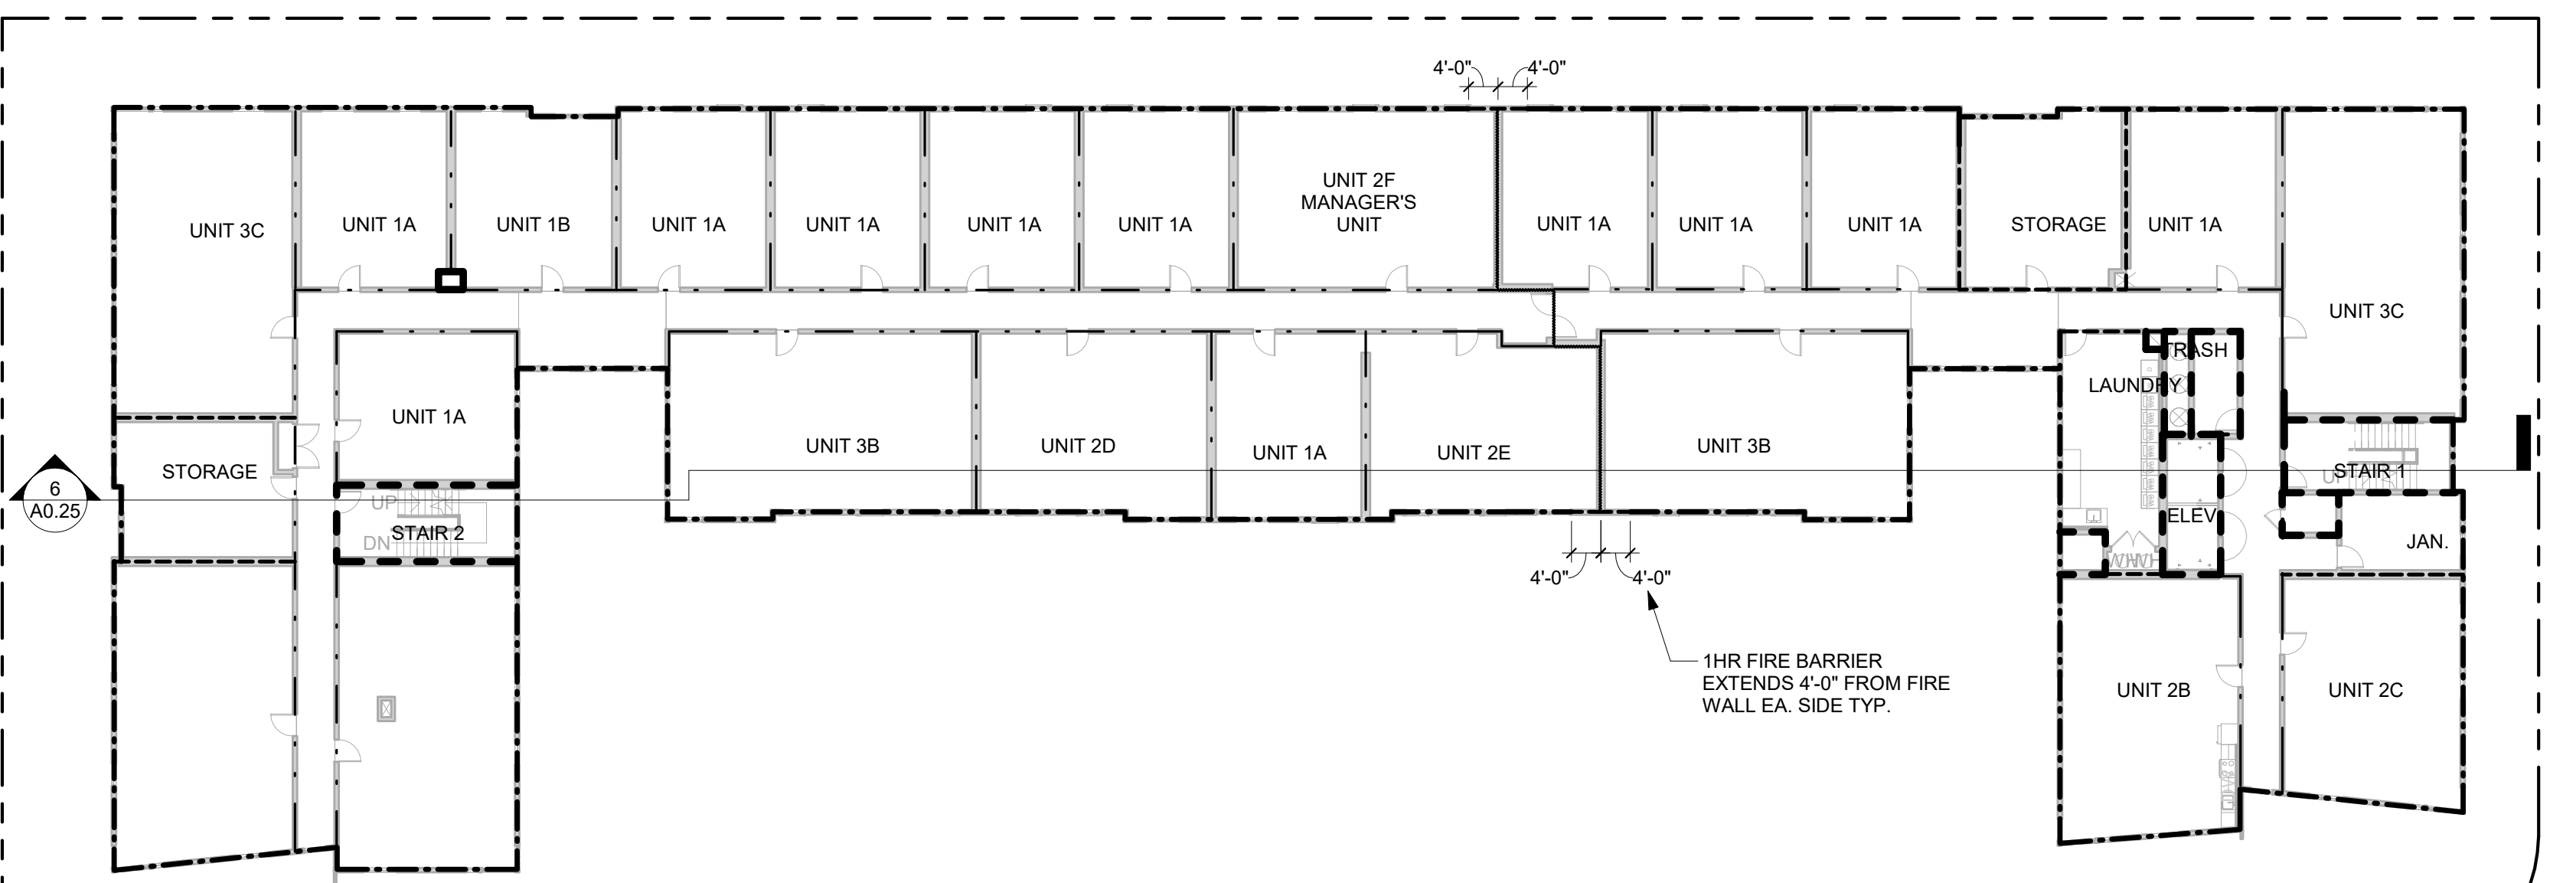 4'-0"
4'-0"
UNIT 3C
UNIT 1A
UNIT 1B
UNIT 1A
UNIT 1A
UNIT 1A
UNIT 1A
UNIT 2F
MANAGER'S
UNIT
UNIT 1A
UNIT 1A
UNIT 1A
STORAGE
UNIT 1A
UNIT 3C
TRASH
LAUNDRY
UNIT 1A
UNIT 3B
UNIT 2D
UNIT 1A
UNIT 2E
UNIT 3B
STORAGE
6
A0.25
UP
STAIR 2
DN
STAIR 1
UP
ELEV
JAN.
WH
WH
4'-0"
4'-0"
1HR FIRE BARRIER
EXTENDS 4'-0" FROM FIRE
WALL EA. SIDE TYP.
UNIT 2B
UNIT 2C